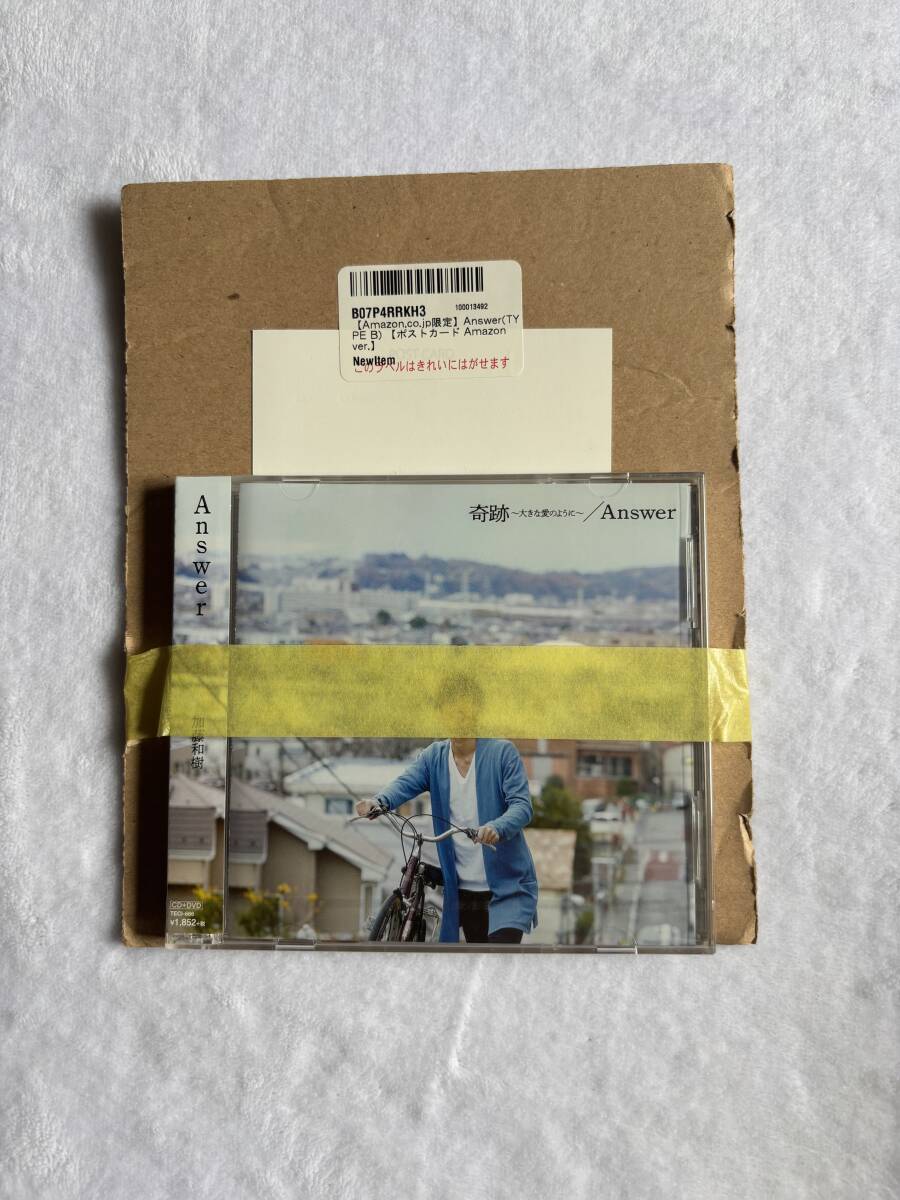 B07P4RRKH3
100013492
【Amazon.co.jp限定】Answer(TY
PE B) 【ポストカード Amazon
ver.】
NewItem
このラベルはきれいにはがせます
奇跡～大きな愛のように～／Answer
Answer
加藤和樹
CD+DVD
TECI-666
¥1,852+税